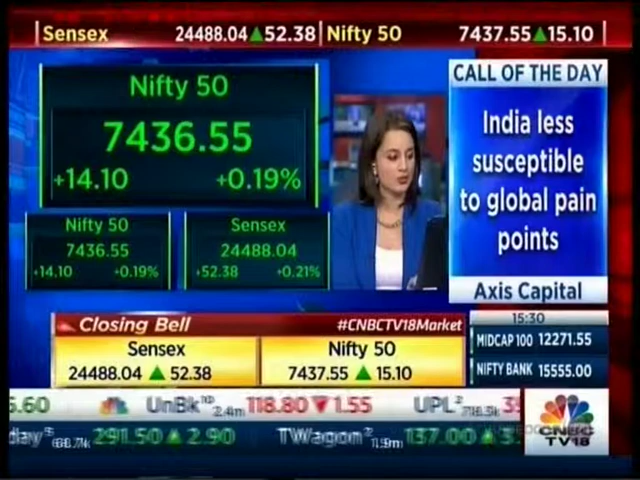 Sensex 24488.04▲52.38 Nifty 50 7437.55▲15.10
Nifty 50
7436.55
+14.10 +0.19%
Nifty 50
7436.55
+14.10 +0.19%
Sensex
24488.04
+52.38 +0.21%
CALL OF THE DAY
India less
susceptible
to global pain
points
Axis Capital
Closing Bell #CNBCTV18Market
Sensex
24488.04 ▲ 52.38
Nifty 50
7437.55 ▲ 15.10
15:30
MIDCAP 100 12271.55
NIFTY BANK 15555.00
5.60 UnBk 2.4m 118.80▼1.55 UPL
291.50▲2.90 TWagon 137.00▲
CNBC
TV18